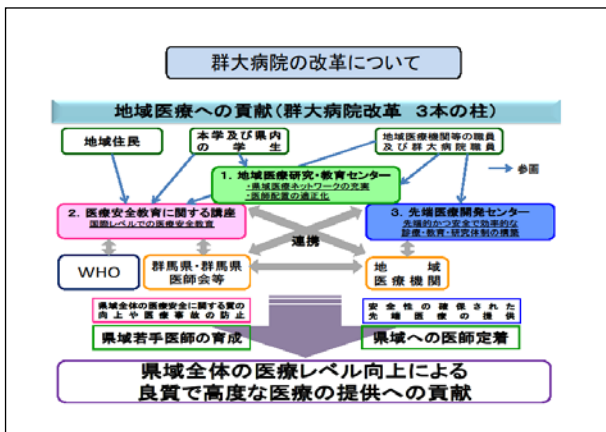 群大病院の改革について
地域医療への貢献(群大病院改革 3本の柱)
地域住民
本学及び県内
の学生
地域医療機関等の職員
及び群大病院職員
参画
1. 地域医療研究・教育センター
・県域医療ネットワークの充実
・医師配置の適正化
2. 医療安全教育に関する講座
国際レベルでの医療安全教育
3. 先端医療開発センター
先端的かつ安全で効率的な
診療・教育・研究体制の構築
連携
WHO
群馬県・群馬県
医師会等
地域
医療機関
県域全体の医療安全に関する質の
向上や医療事故の防止
安全性の確保された
先端医療の提供
県域若手医師の育成
県域への医師定着
県域全体の医療レベル向上による
良質で高度な医療の提供への貢献